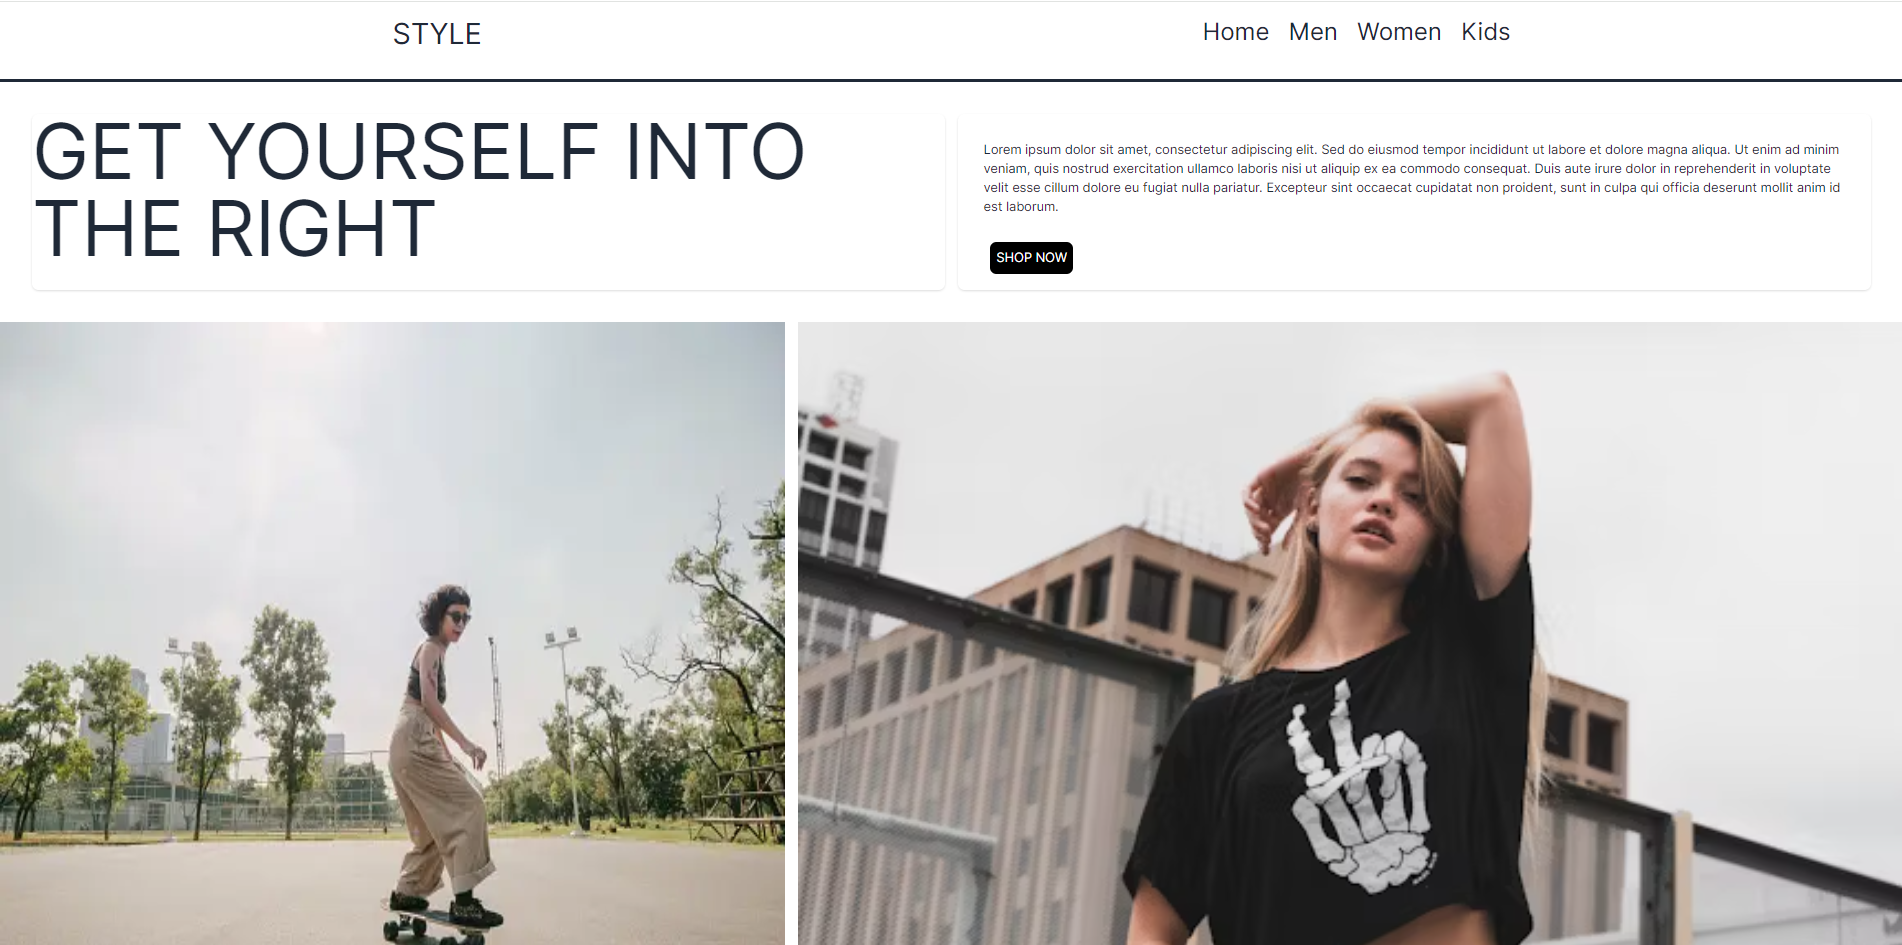 STYLE
Home Men Women Kids
GET YOURSELF INTO
THE RIGHT
Lorem ipsum dolor sit amet, consectetur adipiscing elit. Sed do eiusmod tempor incididunt ut labore et dolore magna aliqua. Ut enim ad minim
veniam, quis nostrud exercitation ullamco laboris nisi ut aliquip ex ea commodo consequat. Duis aute irure dolor in reprehenderit in voluptate
velit esse cillum dolore eu fugiat nulla pariatur. Excepteur sint occaecat cupidatat non proident, sunt in culpa qui officia deserunt mollit anim id
est laborum.
SHOP NOW